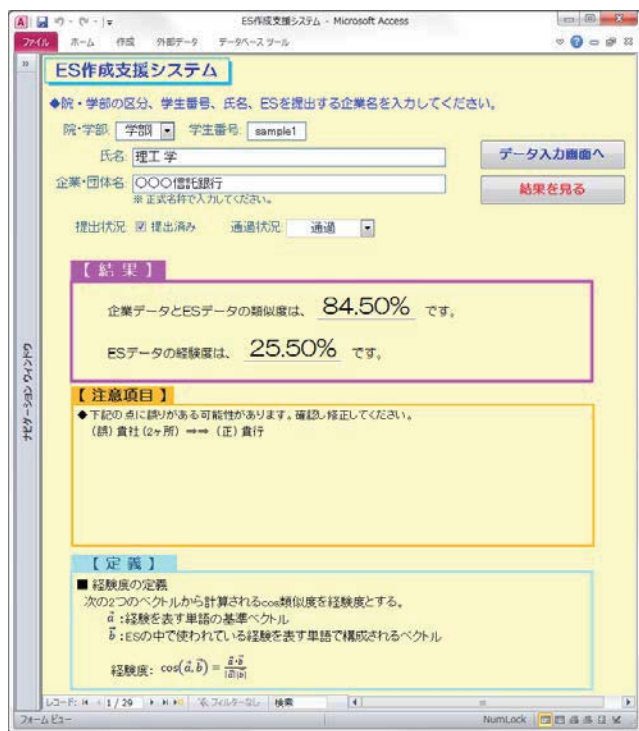 ES作成支援システム - Microsoft Access
ファイル ホーム 作成 外部データ データベース ツール
ES作成支援システム
◆院・学部の区分、学生番号、氏名、ESを提出する企業名を入力してください。
院・学部: 学部 学生番号: sample1
氏名: 理工 学
データ入力画面へ
企業・団体名: 〇〇〇信託銀行
※ 正式名称で入力してください。
結果を見る
提出状況: 提出済み 通過状況: 通過
【 結 果 】
企業データとESデータの類似度は、 84.50% です。
ESデータの経験度は、 25.50% です。
ナビゲーション ウィンドウ
【 注意項目 】
◆下記の点に誤りがある可能性があります。確認し修正してください。
(誤) 貴社 (2ヶ所) ⇒⇒ (正) 貴行
【 定 義 】
■ 経験度の定義
次の2つのベクトルから計算されるcos類似度を経験度とする。
a⃗ :経験を表す単語の基準ベクトル
b⃗ :ESの中で使われている経験を表す単語で構成されるベクトル
経験度: cos(a⃗,b⃗) = a⃗·b⃗ / |a⃗||b⃗|
レコード: 1 / 29 フィルターなし 検索
フォーム ビュー NumLock